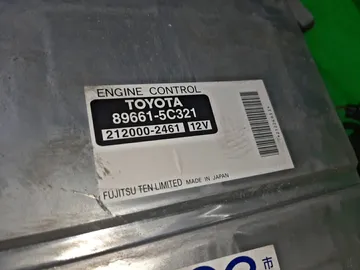 ENGINE CONTROL
TOYOTA
89661-5C321
212000-2461 12V
FUJITSU TEN LIMITED MADE IN JAPAN
市